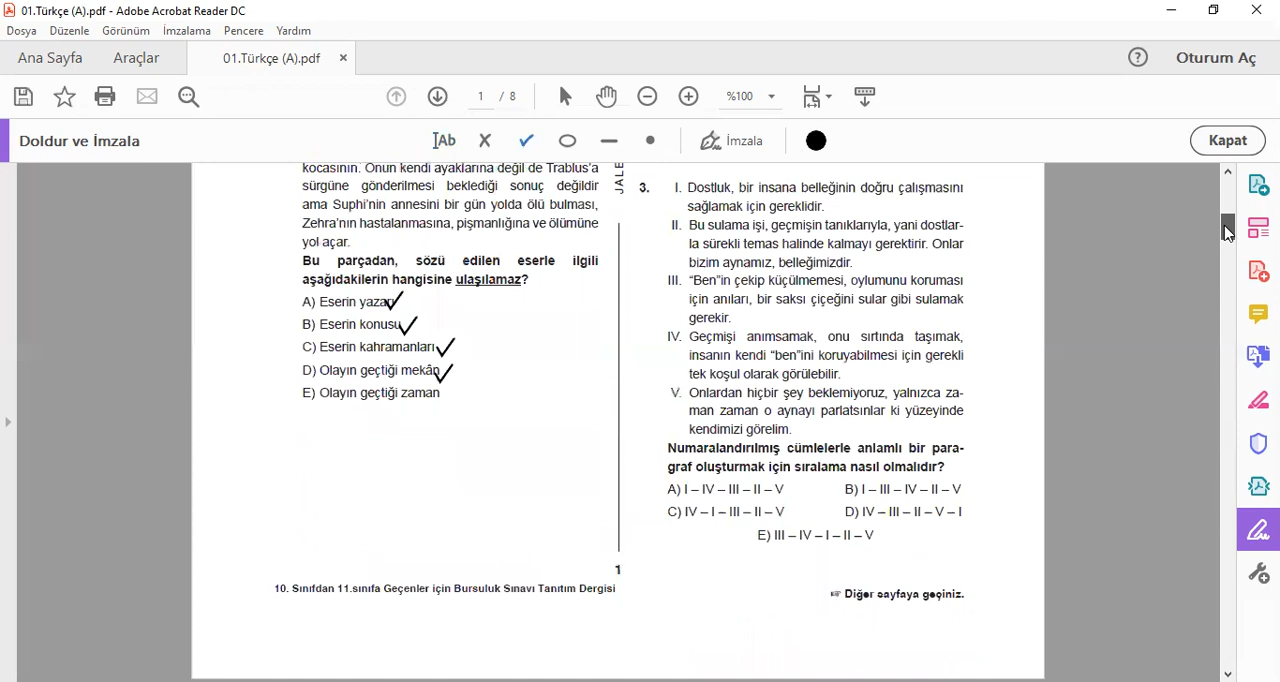 01.Türkçe (A).pdf - Adobe Acrobat Reader DC
Dosya Düzenle Görünüm İmzalama Pencere Yardım
Ana Sayfa Araçlar 01.Türkçe (A).pdf × ? Oturum Aç
1 / 8 %100
Doldur ve İmzala Ab İmzala Kapat
kocasının. Onun kendi ayaklarına değil de Trablus'a
sürgüne gönderilmesi beklediği sonuç değildir
ama Suphi'nin annesini bir gün yolda ölü bulması,
Zehra'nın hastalanmasına, pişmanlığına ve ölümüne
yol açar.
Bu parçadan, sözü edilen eserle ilgili
aşağıdakilerin hangisine ulaşılamaz?
A) Eserin yazarı
B) Eserin konusu
C) Eserin kahramanları
D) Olayın geçtiği mekân
E) Olayın geçtiği zaman
JALE
3. I. Dostluk, bir insana belleğinin doğru çalışmasını
sağlamak için gereklidir.
II. Bu sulama işi, geçmişin tanıklarıyla, yani dostlar-
la sürekli temas halinde kalmayı gerektirir. Onlar
bizim aynamız, belleğimizdir.
III. “Ben”in çekip küçülmemesi, oylumunu koruması
için anıları, bir saksı çiçeğini sular gibi sulamak
gerekir.
IV. Geçmişi anımsamak, onu sırtında taşımak,
insanın kendi “ben”ini koruyabilmesi için gerekli
tek koşul olarak görülebilir.
V. Onlardan hiçbir şey beklemiyoruz, yalnızca za-
man zaman o aynayı parlatsınlar ki yüzeyinde
kendimizi görelim.
Numaralandırılmış cümlelerle anlamlı bir para-
graf oluşturmak için sıralama nasıl olmalıdır?
A) I – IV – III – II – V B) I – III – IV – II – V
C) IV – I – III – II – V D) IV – III – II – V – I
E) III – IV – I – II – V
1
10. Sınıfdan 11.sınıfa Geçenler için Bursuluk Sınavı Tanıtım Dergisi
Diğer sayfaya geçiniz.